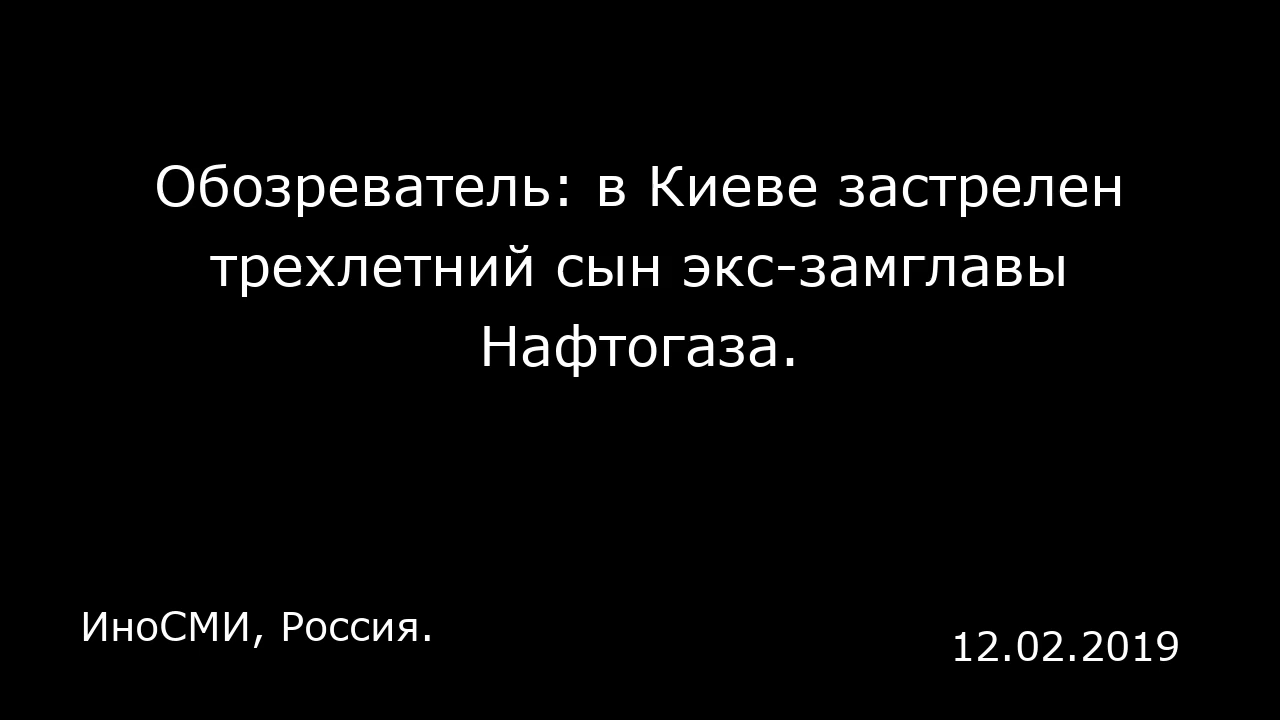 Обозреватель: в Киеве застрелен
трехлетний сын экс-замглавы
Нафтогаза.
ИноСМИ, Россия.
12.02.2019